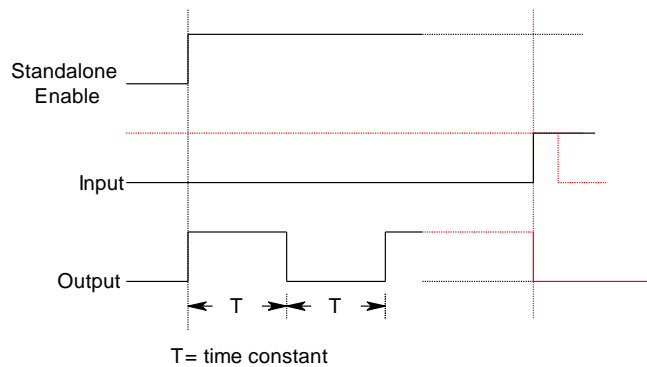 Standalone
Enable
Input
Output
T
T
T= time constant